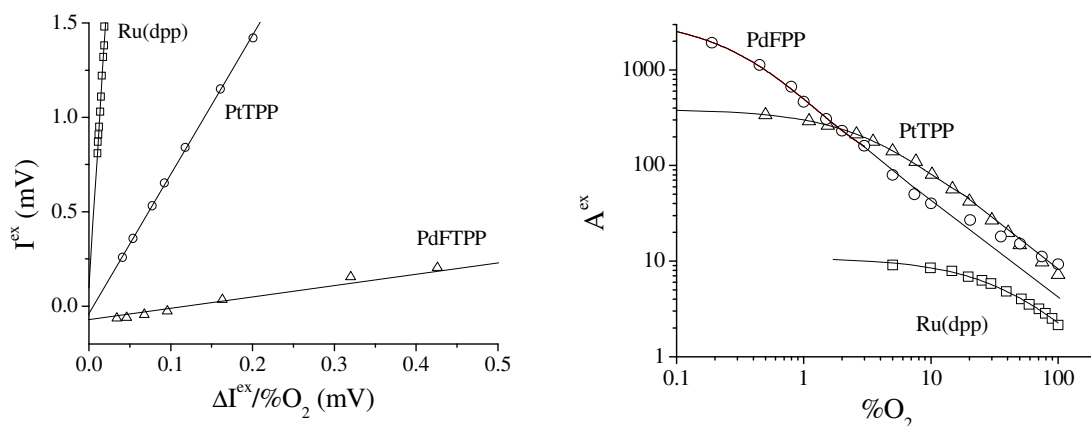 1.5
1.0
0.5
0.0
I^ex (mV)
Ru(dpp)
PtTPP
PdFTPP
0.0 0.1 0.2 0.3 0.4 0.5
ΔI^ex/%O₂ (mV)
1000
100
10
1
A^ex
PdFPP
PtTPP
Ru(dpp)
0.1 1 10 100
%O₂